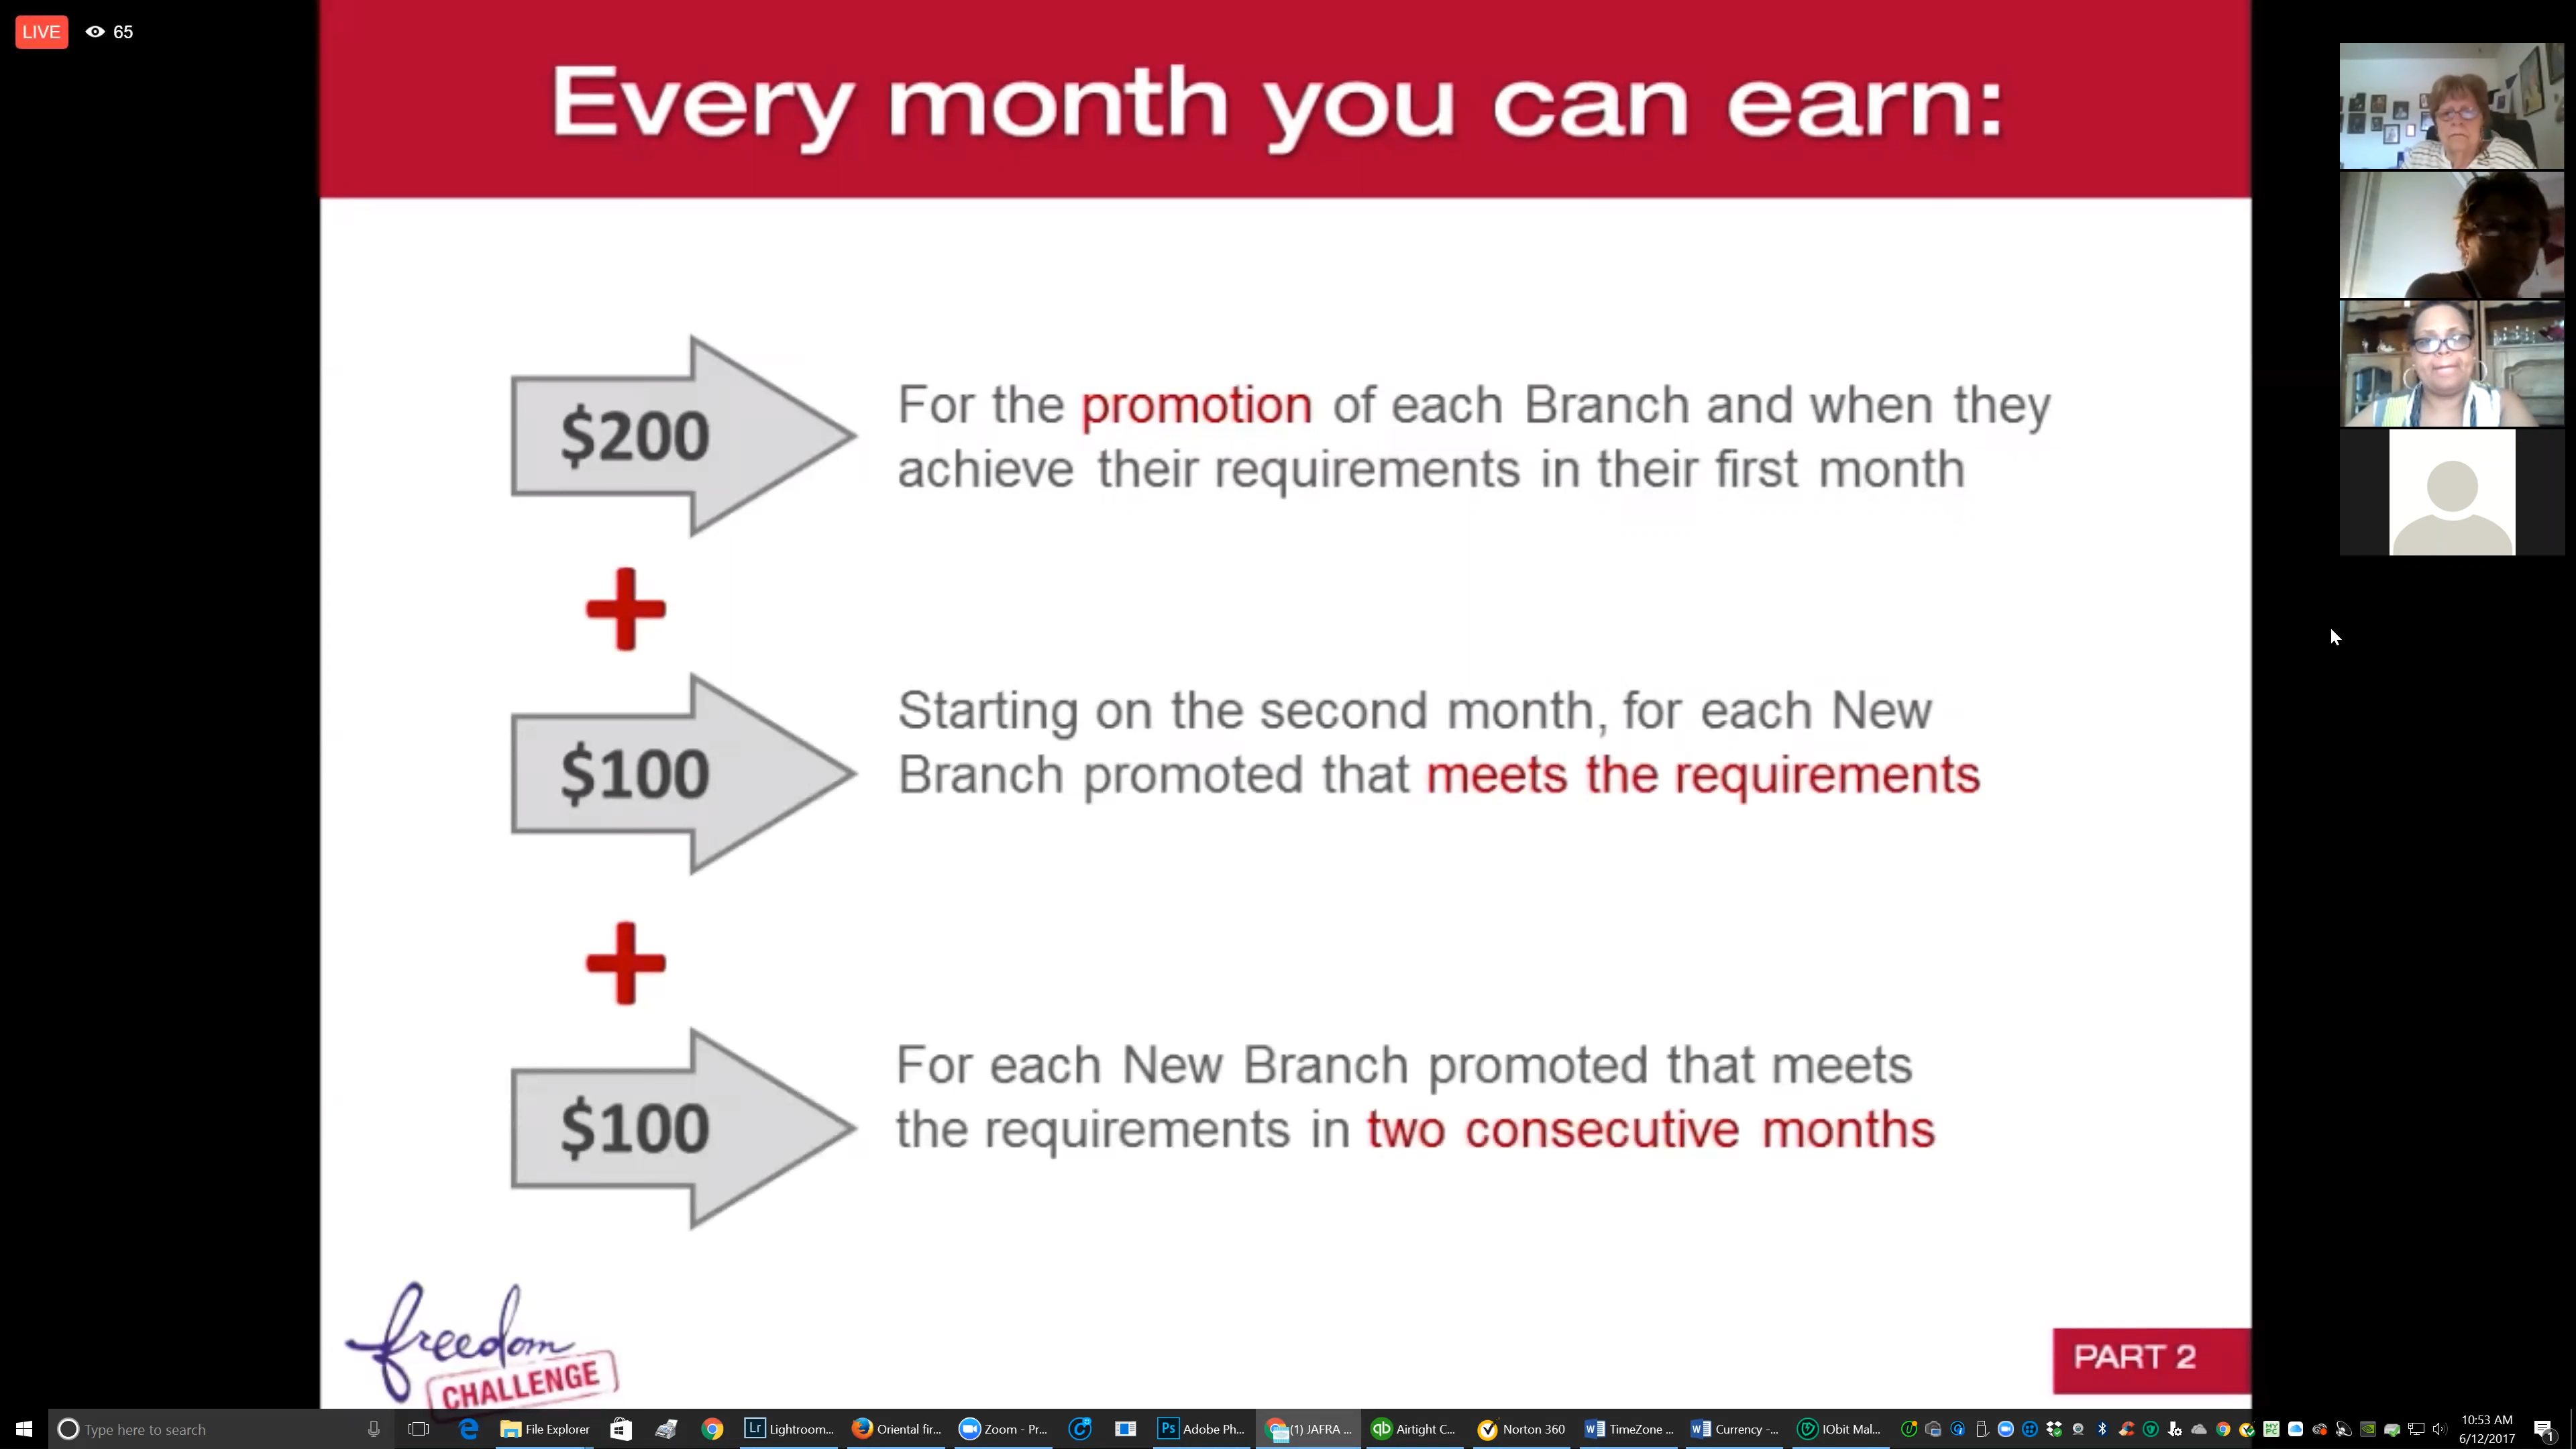 LIVE 65
Every month you can earn:
$200
For the promotion of each Branch and when they
achieve their requirements in their first month
+
$100
Starting on the second month, for each New
Branch promoted that meets the requirements
+
$100
For each New Branch promoted that meets
the requirements in two consecutive months
freedom
CHALLENGE
PART 2
Type here to search
File Explorer
Lightroom...
Oriental fir...
Zoom - Pr...
Adobe Ph...
(1) JAFRA ...
Airtight C...
Norton 360
TimeZone ...
Currency -...
IObit Mal...
10:53 AM
6/12/2017